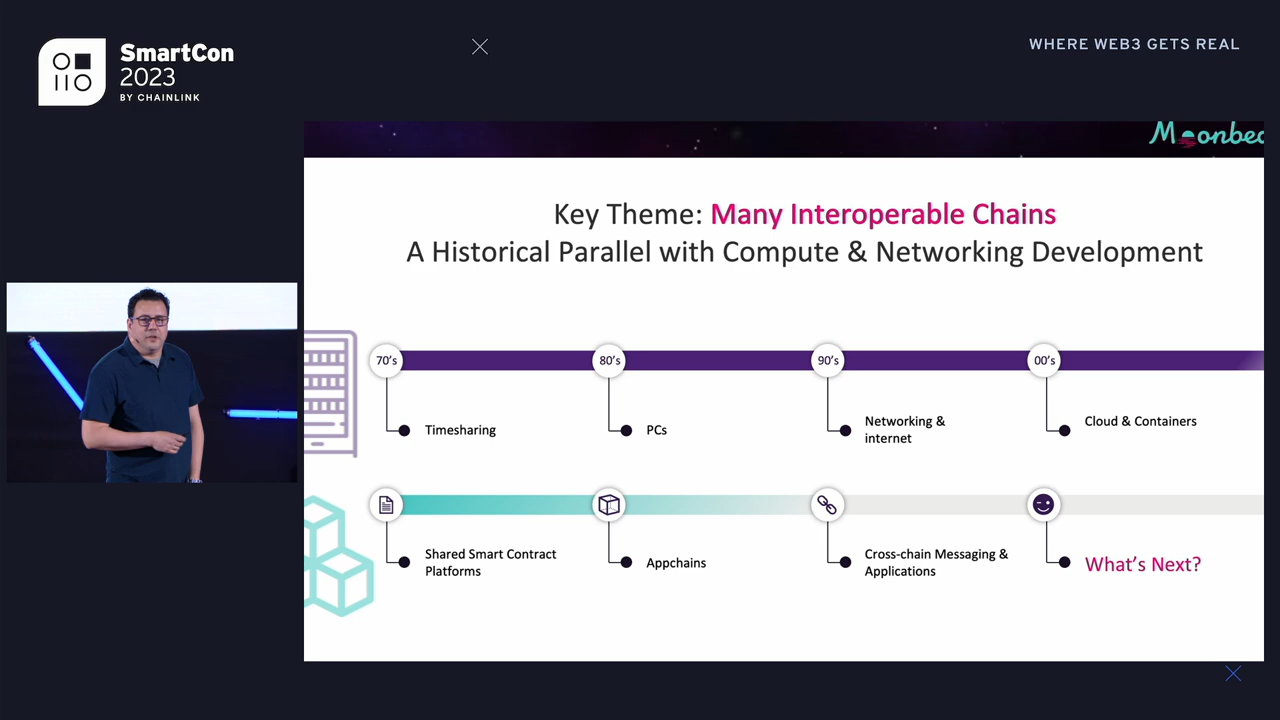 SmartCon
2023
BY CHAINLINK
WHERE WEB3 GETS REAL
Moonbea
Key Theme: Many Interoperable Chains
A Historical Parallel with Compute & Networking Development
70's
80's
90's
00's
Timesharing
PCs
Networking &
internet
Cloud & Containers
Shared Smart Contract
Platforms
Appchains
Cross-chain Messaging &
Applications
What's Next?